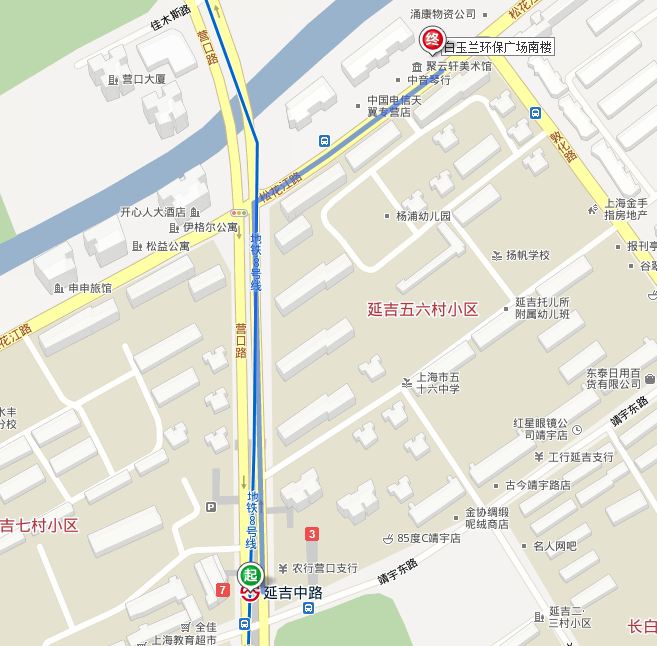 涌康物资公司
松花江
佳木斯路
营口路
终
白玉兰环保广场南楼
聚云轩美术馆
中音琴行
营口大厦
中国电信天
翼专营店
敦化路
松花江路
上海金手
指房地产
开心人大酒店
杨浦幼儿园
伊格尔公寓
松益公寓
报刊亭
扬帆学校
谷翠
地铁8号线
申申旅馆
延吉五六村小区
延吉托儿所
附属幼儿班
花江路
营口路
上海市五
十六中学
东泰日用百
货有限公司
水丰
分校
靖宇东路
红星眼镜公
司靖宇店
工行延吉支行
古今靖宇路店
P
地铁8号线
金协绸缎
呢绒商店
吉七村小区
3
85度C靖宇店
名人网吧
起
农行营口支行
靖宇东路
7
延吉中路
延吉二·
三村小区
全佳
上海教育超市
长白